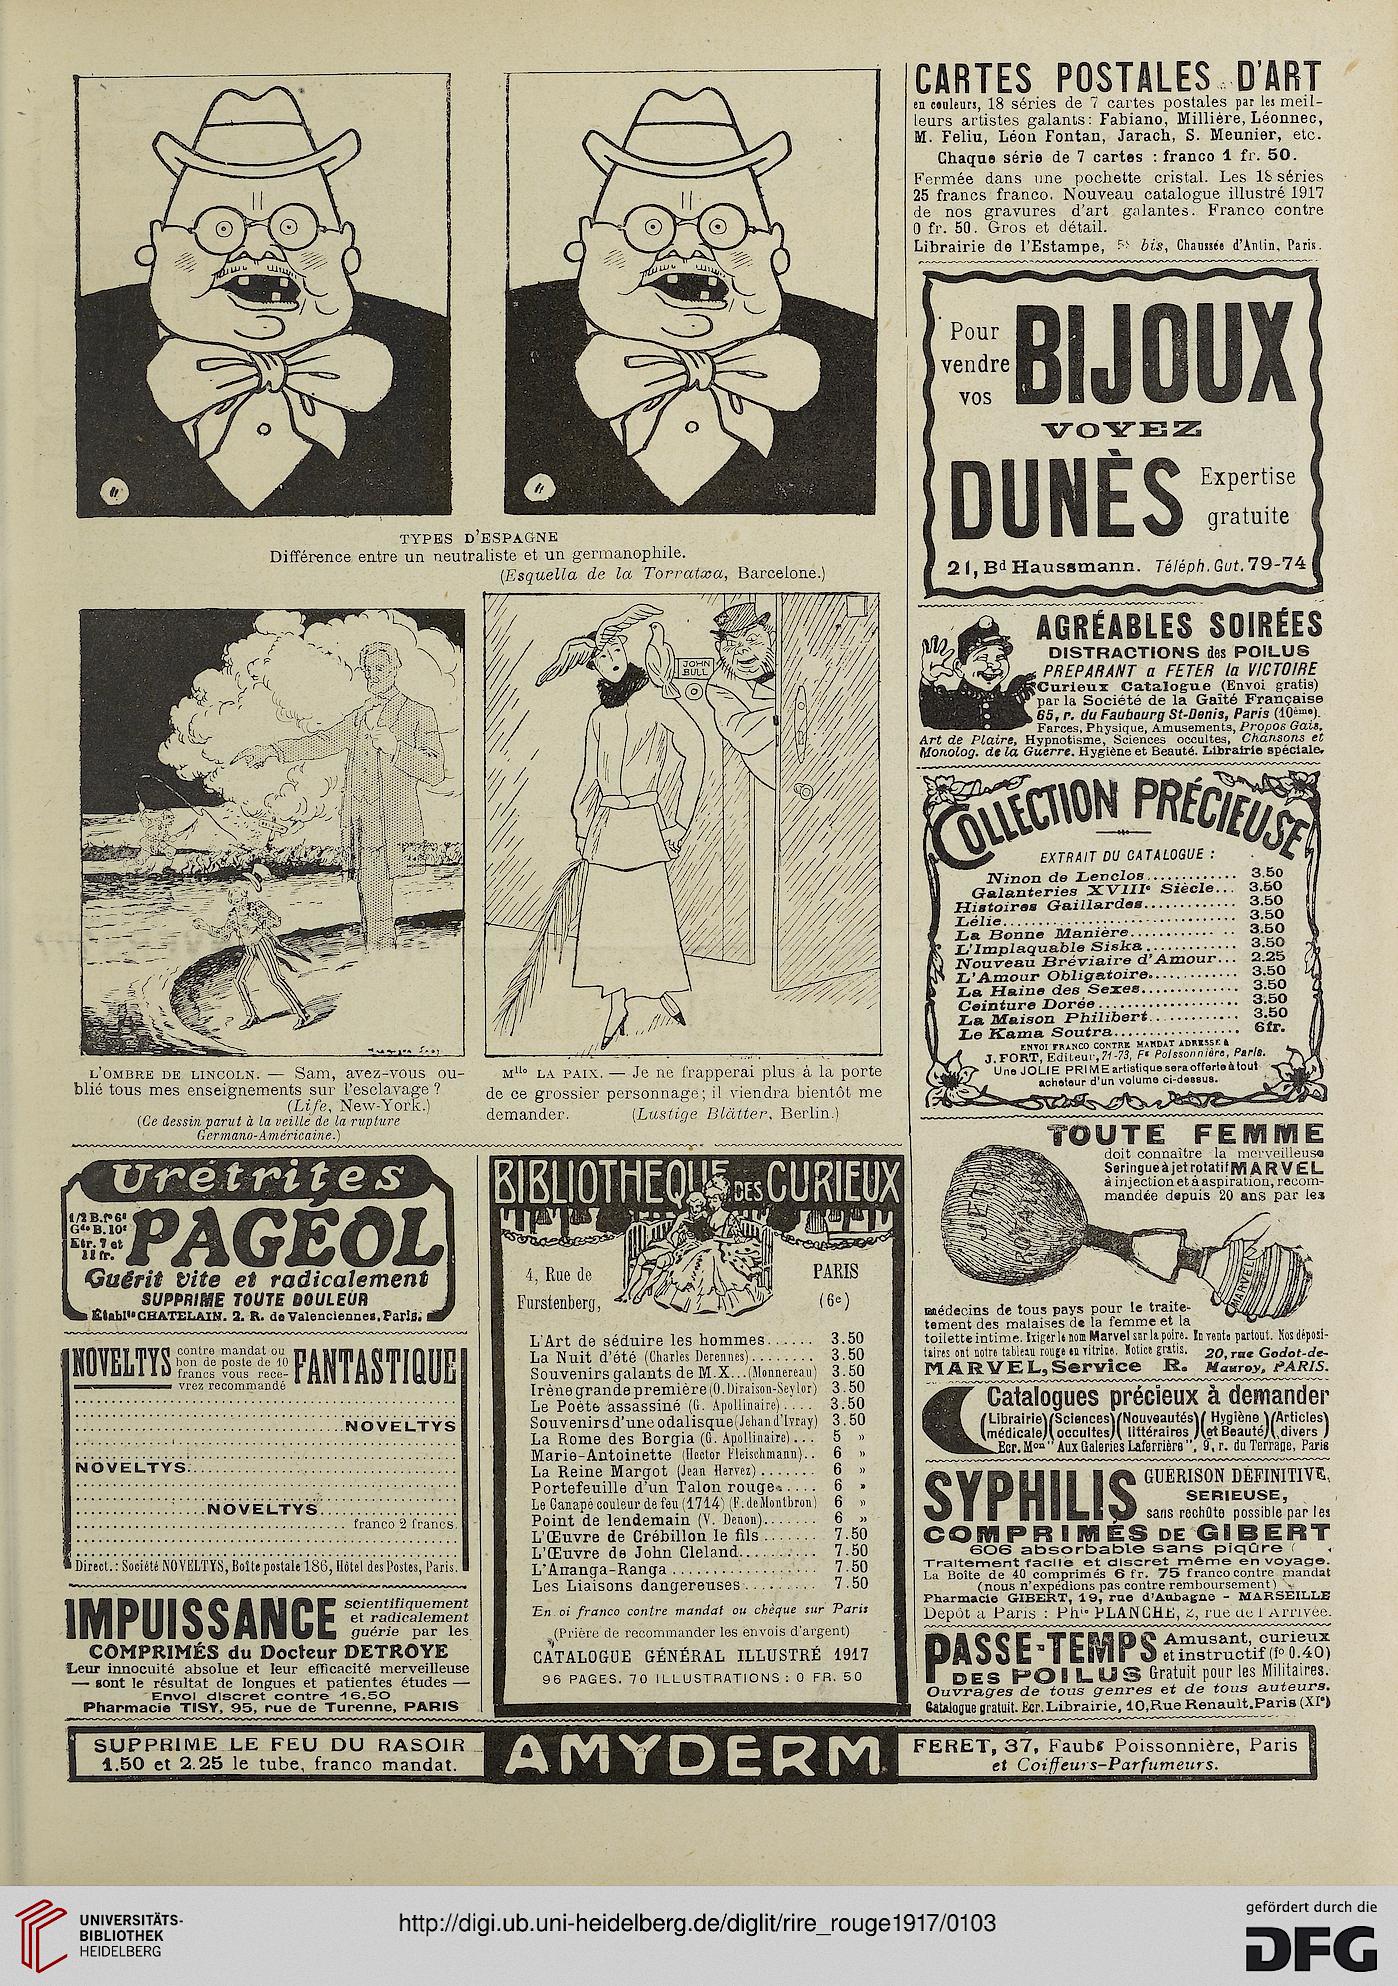 TYPES D'ESPAGNE
Différence entre un neutraliste et un germanophile.
(Esquella de la Torratxa, Barcelone.)
JOHN
BULL
L'OMBRE DE LINCOLN. — Sam, avez-vous ou-
blié tous mes enseignements sur l'esclavage ?
(Life, New-York.)
(Ce dessin parut à la veille de la rupture
Germano-Américaine.)
Mlle LA PAIX. — Je ne frapperai plus à la porte
de ce grossier personnage; il viendra bientôt me
demander. (Lustige Blätter, Berlin.)
Urétrites
1/2 B. fo 6f
Gde B. 10f
Etr. 7 et
11 fr.
PAGÉOL
Guérit vite et radicalement
SUPPRIME TOUTE DOULEUR
Établts CHATELAIN. 2. R. de Valenciennes, Paris.
NOVELTYS
contre mandat ou
bon de poste de 10
francs vous rece-
vrez recommandé
FANTASTIQUE
NOVELTYS
NOVELTYS
NOVELTYS
franco 2 francs.
Direct.: Société NOVELTYS, Boîte postale 186, Hôtel des Postes, Paris.
IMPUISSANCE
scientifiquement
et radicalement
guérie par les
COMPRIMÉS du Docteur DETROYE
Leur innocuité absolue et leur efficacité merveilleuse
— sont le résultat de longues et patientes études —
Envoi discret contre 16.50
Pharmacie TISY, 95, rue de Turenne, PARIS
BIBLIOTHEQUE DES CURIEUX
4, Rue de
Furstenberg,
PARIS
(6e)
L'Art de séduire les hommes...... 3.50
La Nuit d'été (Charles Derennes)........ 3.50
Souvenirs galants de M.X...(Monnereau) 3.50
Irène grande première (O. Diraison-Seylor) 3.50
Le Poète assassiné (G. Apollinaire).... 3.50
Souvenirs d'une odalisque (Jehan d'Ivray) 3.50
La Rome des Borgia (G. Apollinaire)... 5 »
Marie-Antoinette (Hector Fleischmann).. 6 »
La Reine Margot (Jean Hervez)....... 6 »
Portefeuille d'un Talon rouge..... 6 »
Le Canapé couleur de feu (1714) (F. de Montbron) 6 »
Point de lendemain (V. Denon)....... 6 »
L'Œuvre de Crébillon le fils........ 7.50
L'Œuvre de John Cleland.......... 7.50
L'Ananga-Ranga .................. 7.50
Les Liaisons dangereuses.......... 7.50
Envoi franco contre mandat ou chèque sur Paris
(Prière de recommander les envois d'argent)
CATALOGUE GÉNÉRAL ILLUSTRÉ 1917
96 PAGES. 70 ILLUSTRATIONS : 0 FR. 50
CARTES POSTALES D'ART
en couleurs, 18 séries de 7 cartes postales par les meil-
leurs artistes galants: Fabiano, Millière, Léonnec,
M. Feliu, Léon Fontan, Jarach, S. Meunier, etc.
Chaque série de 7 cartes : franco 1 fr. 50.
Fermée dans une pochette cristal. Les 18 séries
25 francs franco. Nouveau catalogue illustré 1917
de nos gravures d'art galantes. Franco contre
0 fr. 50. Gros et détail.
Librairie de l'Estampe, bis, Chaussée d'Antin, Paris.
Pour
vendre
vos
BIJOUX
VOYEZ
DUNÈS
Expertise
gratuite
21, Bd Haussmann. Téléph. Gut. 79-74
AGRÉABLES SOIRÉES
DISTRACTIONS des POILUS
PREPARANT a FETER la VICTOIRE
Curieux Catalogue (Envoi gratis)
par la Société de la Gaîté Française
65, r. du Faubourg St-Denis, Paris (10ème).
Farces, Physique, Amusements, Propos Gais,
Art de Plaire, Hypnotisme, Sciences occultes, Chansons et
Monolog. de la Guerre. Hygiène et Beauté. Librairie spéciale.
COLLECTION PRÉCIEUSE
EXTRAIT DU CATALOGUE :
Ninon de Lenclos............ 3.50
Galanteries XVIIIe Siècle... 3.50
Histoires Gaillardes............ 3.50
Lélie............................ 3.50
La Bonne Manière............ 3.50
L'Implaquable Siska............ 3.50
Nouveau Bréviaire d'Amour... 2.25
L'Amour Obligatoire............ 3.50
La Haine des Sexes............ 3.50
Ceinture Dorée................ 3.50
La Maison Philibert............ 3.50
Le Kama Soutra................ 6fr.
ENVOI FRANCO CONTRE MANDAT ADRESSÉ A
J. FORT, Editeur, 71-73, Fg Poissonnière, Paris.
Une JOLIE PRIME artistique sera offerte à tout
acheteur d'un volume ci-dessus.
TOUTE FEMME
doit connaître la merveilleuse
Seringue à jet rotatif MARVEL
à injection et à aspiration, recom-
mandée depuis 20 ans par les
JET
ROTATIF
MARVEL
médecins de tous pays pour le traite-
tement des malaises de la femme et la
toilette intime. Exiger le nom Marvel sur la poire. En vente partout. Nos déposi-
taires ont notre tableau rouge en vitrine. Notice gratis. 20, rue Godot-de-
MARVEL, Service R. Mauroy, PARIS.
Catalogues précieux à demander
(Librairie médicale) (Sciences occultes) (Nouveautés littéraires) (Hygiène et Beauté) (Articles divers)
Ecr. Mon "Aux Galeries Laferrière", 9, r. du Terrage, Paris
SYPHILIS
GUERISON DÉFINITIVE,
SERIEUSE,
sans rechûte possible par les
COMPRIMÉS DE GIBERT
606 absorbable sans piqûre
Traitement facile et discret même en voyage.
La Boîte de 40 comprimés 6 fr. 75 franco contre mandat
(nous n'expédions pas contre remboursement)
Pharmacie GIBERT, 19, rue d'Aubagne - MARSEILLE
Dépôt à Paris : Phie PLANCHE, 2, rue de l'Arrivée.
PASSE-TEMPS
DES POILUS
Amusant, curieux
et instructif (fo 0.40)
Gratuit pour les Militaires.
Ouvrages de tous genres et de tous auteurs.
Catalogue gratuit. Ecr. Librairie, 10, Rue Renault, Paris (XIe)
SUPPRIME LE FEU DU RASOIR
1.50 et 2.25 le tube, franco mandat.
AMYDERM
FERET, 37, Faubg Poissonnière, Paris
et Coiffeurs-Parfumeurs.
UNIVERSITÄTS-
BIBLIOTHEK
HEIDELBERG
http://digi.ub.uni-heidelberg.de/diglit/rire_rouge1917/0103
gefördert durch die
DFG